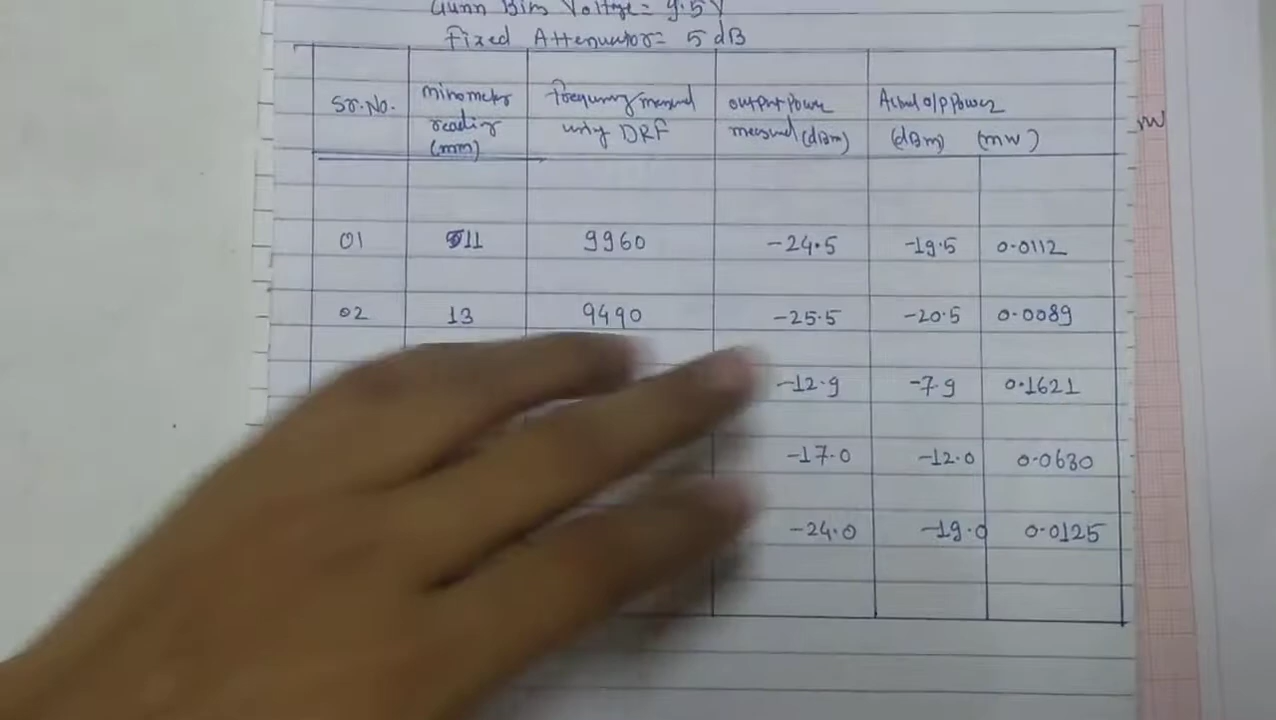 Gunn Bias Voltage = 9.5 V
Fixed Attenuator = 5 dB
Sr.No. micrometer reading (mm) frequency measured using DRF output power measured (dBm) Actual o/p power (dBm) (mW)
01 11 9960 -24.5 -19.5 0.0112
02 13 9490 -25.5 -20.5 0.0089
-12.9 -7.9 0.1621
-17.0 -12.0 0.0630
-24.0 -19.0 0.0125